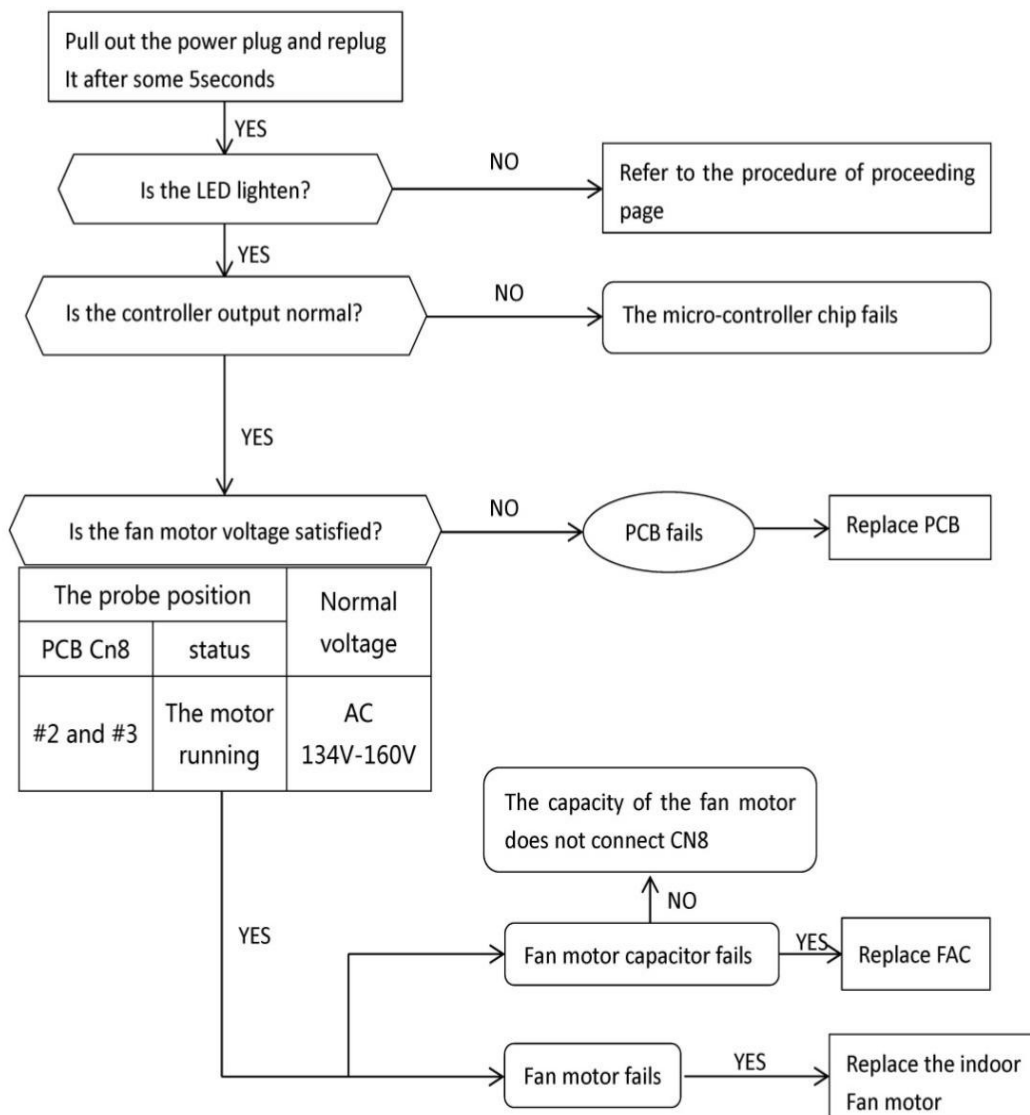 Pull out the power plug and replug
It after some 5seconds
YES
Is the LED lighten?
NO
Refer to the procedure of proceeding
page
YES
Is the controller output normal?
NO
The micro-controller chip fails
YES
Is the fan motor voltage satisfied?
NO
PCB fails
Replace PCB
The probe position
Normal
voltage
PCB Cn8
status
#2 and #3
The motor
running
AC
134V-160V
The capacity of the fan motor
does not connect CN8
NO
YES
Fan motor capacitor fails
YES
Replace FAC
Fan motor fails
YES
Replace the indoor
Fan motor